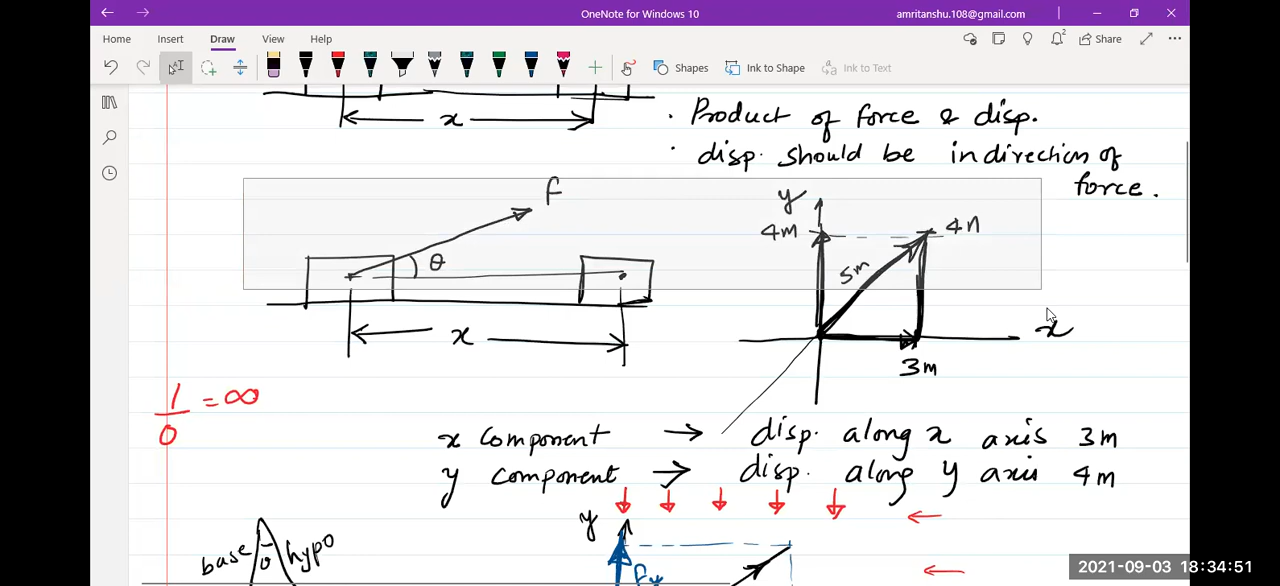 OneNote for Windows 10
amritanshu.108@gmail.com
Home Insert Draw View Help
Share
Shapes Ink to Shape Ink to Text
x
. Product of force & disp.
. disp. should be in direction of
force.
F
θ
x
y
4m
4m
5m
x
3m
1/0 = ∞
x component → disp. along x axis 3m
y component → disp. along y axis 4m
y
base θ hypo
Fy
2021-09-03 18:34:51